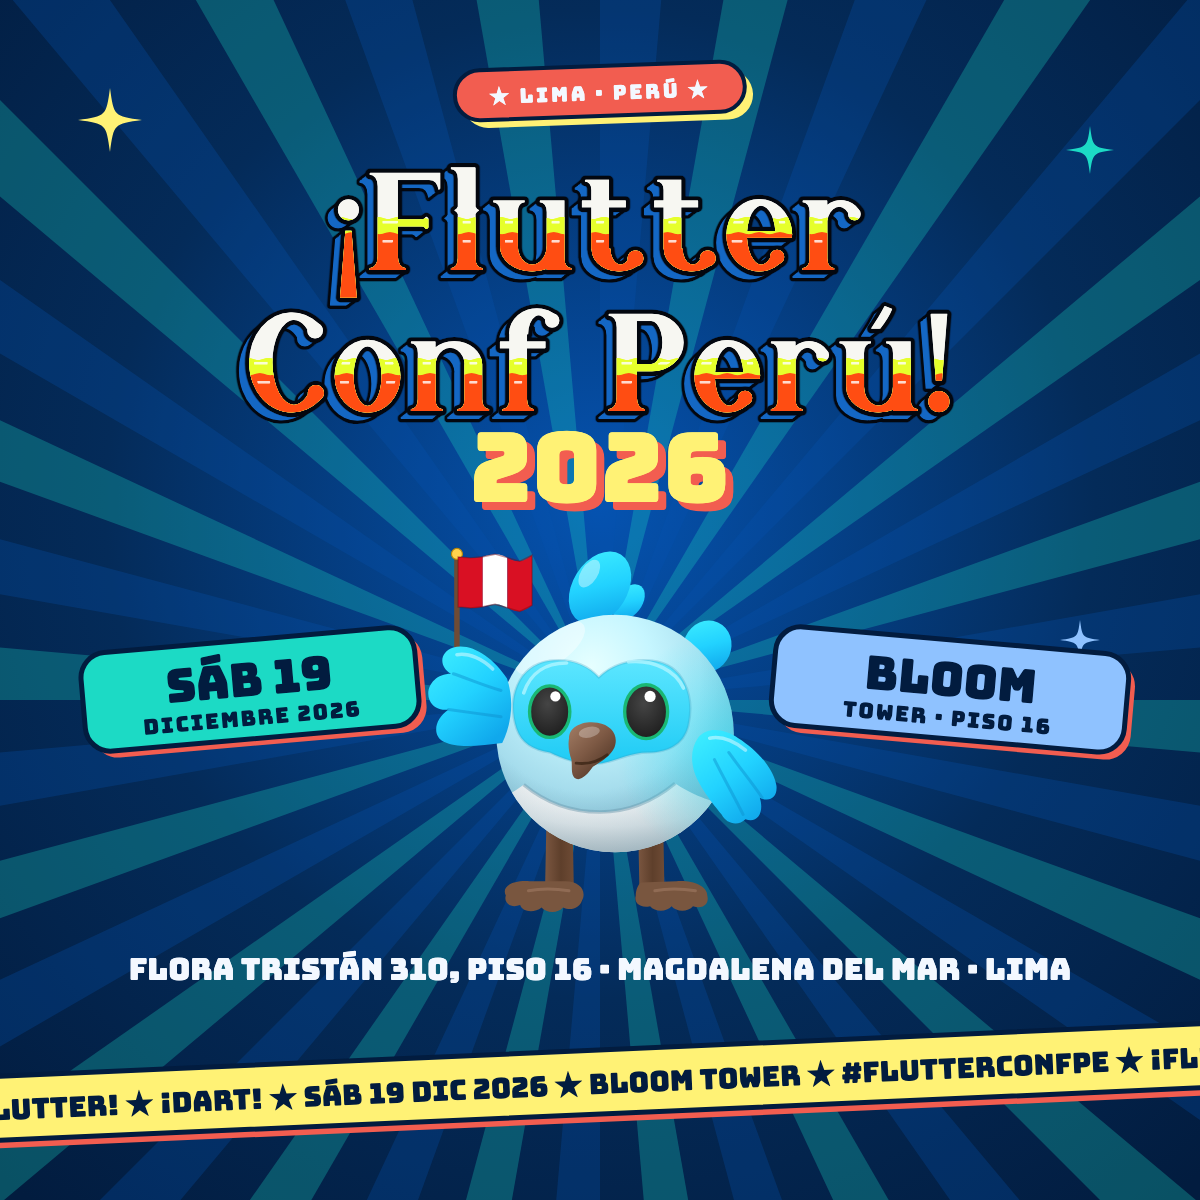 ★ LIMA · PERÚ ★
¡Flutter
Conf Perú!
2026
SÁB 19
DICIEMBRE 2026
BLOOM
TOWER · PISO 16
FLORA TRISTÁN 310, PISO 16 · MAGDALENA DEL MAR · LIMA
LUTTER! ★ ¡DART! ★ SÁB 19 DIC 2026 ★ BLOOM TOWER ★ #FLUTTERCONFPE ★ ¡FL